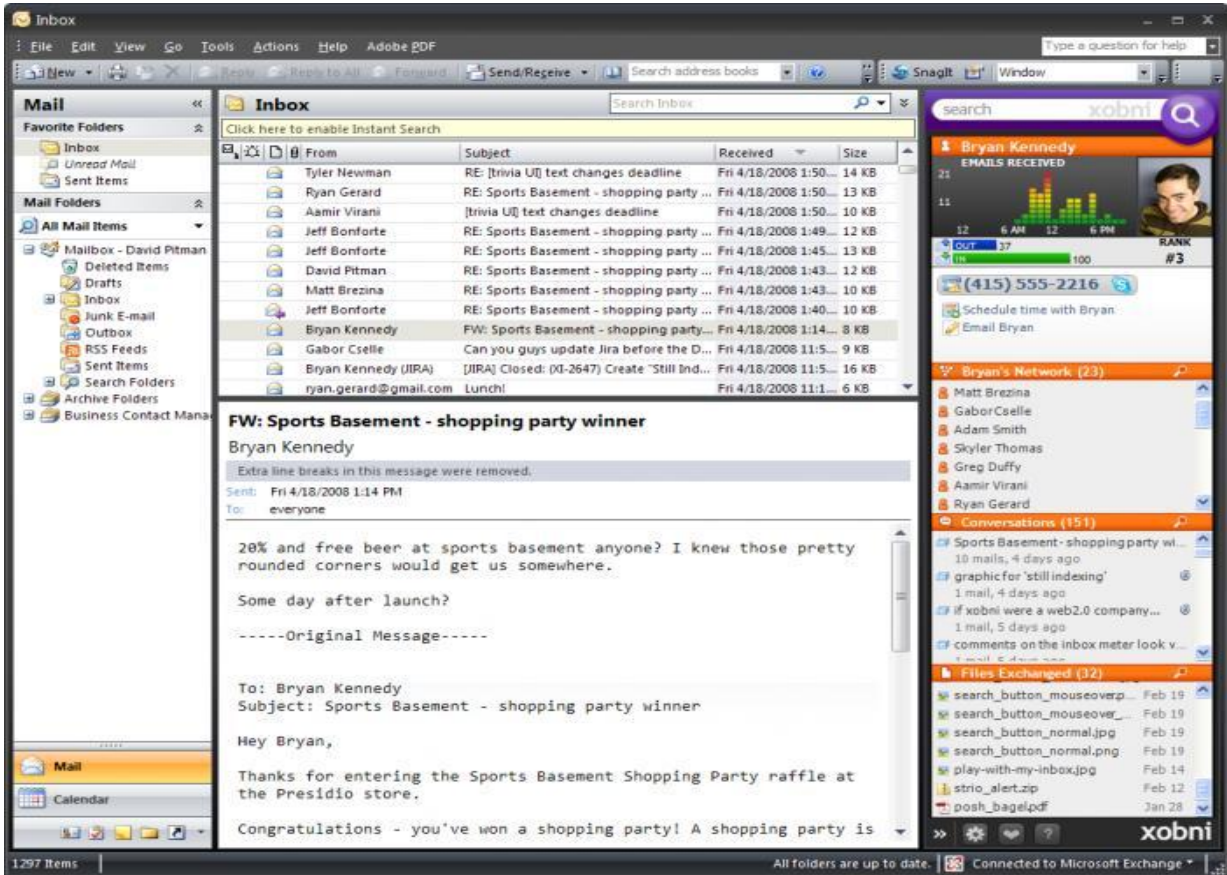 Inbox
File Edit View Go Tools Actions Help Adobe PDF
Type a question for help
New Reply Reply to All Forward Send/Receive Search address books SnagIt Window
Mail
Favorite Folders
Inbox
Unread Mail
Sent Items
Mail Folders
All Mail Items
Mailbox - David Pitman
Deleted Items
Drafts
Inbox
Junk E-mail
Outbox
RSS Feeds
Sent Items
Search Folders
Archive Folders
Business Contact Mana
Mail
Calendar
Inbox
Search Inbox
Click here to enable Instant Search
From Subject Received Size
Tyler Newman RE: [trivia UI] text changes deadline Fri 4/18/2008 1:50... 14 KB
Ryan Gerard RE: Sports Basement - shopping party ... Fri 4/18/2008 1:50... 13 KB
Aamir Virani [trivia UI] text changes deadline Fri 4/18/2008 1:50... 10 KB
Jeff Bonforte RE: Sports Basement - shopping party ... Fri 4/18/2008 1:49... 12 KB
Jeff Bonforte RE: Sports Basement - shopping party ... Fri 4/18/2008 1:45... 13 KB
David Pitman RE: Sports Basement - shopping party ... Fri 4/18/2008 1:43... 12 KB
Matt Brezina RE: Sports Basement - shopping party ... Fri 4/18/2008 1:43... 10 KB
Jeff Bonforte RE: Sports Basement - shopping party ... Fri 4/18/2008 1:40... 10 KB
Bryan Kennedy FW: Sports Basement - shopping party... Fri 4/18/2008 1:14... 8 KB
Gabor Cselle Can you guys update Jira before the D... Fri 4/18/2008 11:5... 9 KB
Bryan Kennedy (JIRA) [JIRA] Closed: (XI-2647) Create "Still Ind... Fri 4/18/2008 11:5... 16 KB
ryan.gerard@gmail.com Lunch! Fri 4/18/2008 11:1... 6 KB
FW: Sports Basement - shopping party winner
Bryan Kennedy
Extra line breaks in this message were removed.
Sent: Fri 4/18/2008 1:14 PM
To: everyone
20% and free beer at sports basement anyone? I knew those pretty
rounded corners would get us somewhere.
Some day after launch?
-----Original Message-----
To: Bryan Kennedy
Subject: Sports Basement - shopping party winner
Hey Bryan,
Thanks for entering the Sports Basement Shopping Party raffle at
the Presidio store.
Congratulations - you've won a shopping party! A shopping party is
search xobni
Bryan Kennedy
EMAILS RECEIVED
21
11
12 6 AM 12 6 PM
OUT 37
IN 100
RANK
#3
(415) 555-2216
Schedule time with Bryan
Email Bryan
Bryan's Network (23)
Matt Brezina
Gabor Cselle
Adam Smith
Skyler Thomas
Greg Duffy
Aamir Virani
Ryan Gerard
Conversations (151)
Sports Basement - shopping party wi...
10 mails, 4 days ago
graphic for 'still indexing'
1 mail, 4 days ago
if xobni were a web2.0 company...
1 mail, 5 days ago
comments on the inbox meter look v...
Files Exchanged (32)
search_button_mouseover.p... Feb 19
search_button_mouseover_... Feb 19
search_button_normal.jpg Feb 19
search_button_normal.png Feb 19
play-with-my-inbox.jpg Feb 14
strio_alert.zip Feb 12
posh_bagel.pdf Jan 28
xobni
1297 Items
All folders are up to date. Connected to Microsoft Exchange